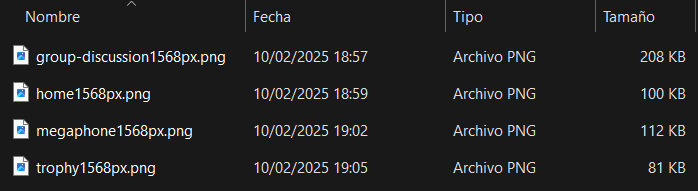 Nombre Fecha Tipo Tamaño
group-discussion1568px.png 10/02/2025 18:57 Archivo PNG 208 KB
home1568px.png 10/02/2025 18:59 Archivo PNG 100 KB
megaphone1568px.png 10/02/2025 19:02 Archivo PNG 112 KB
trophy1568px.png 10/02/2025 19:05 Archivo PNG 81 KB